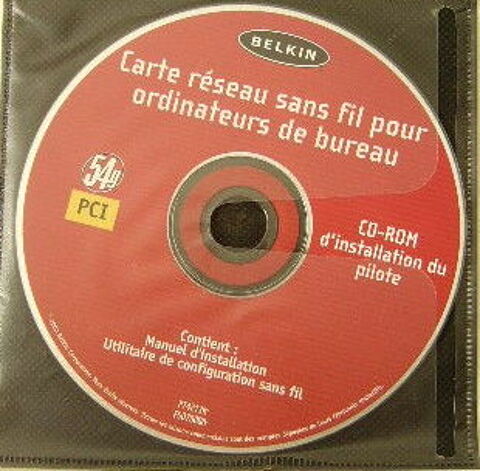 BELKIN
Carte réseau sans fil pour
ordinateurs de bureau
54g
PCI
CD-ROM
d'installation du
pilote
Contient :
Manuel d'installation
Utilitaire de configuration sans fil